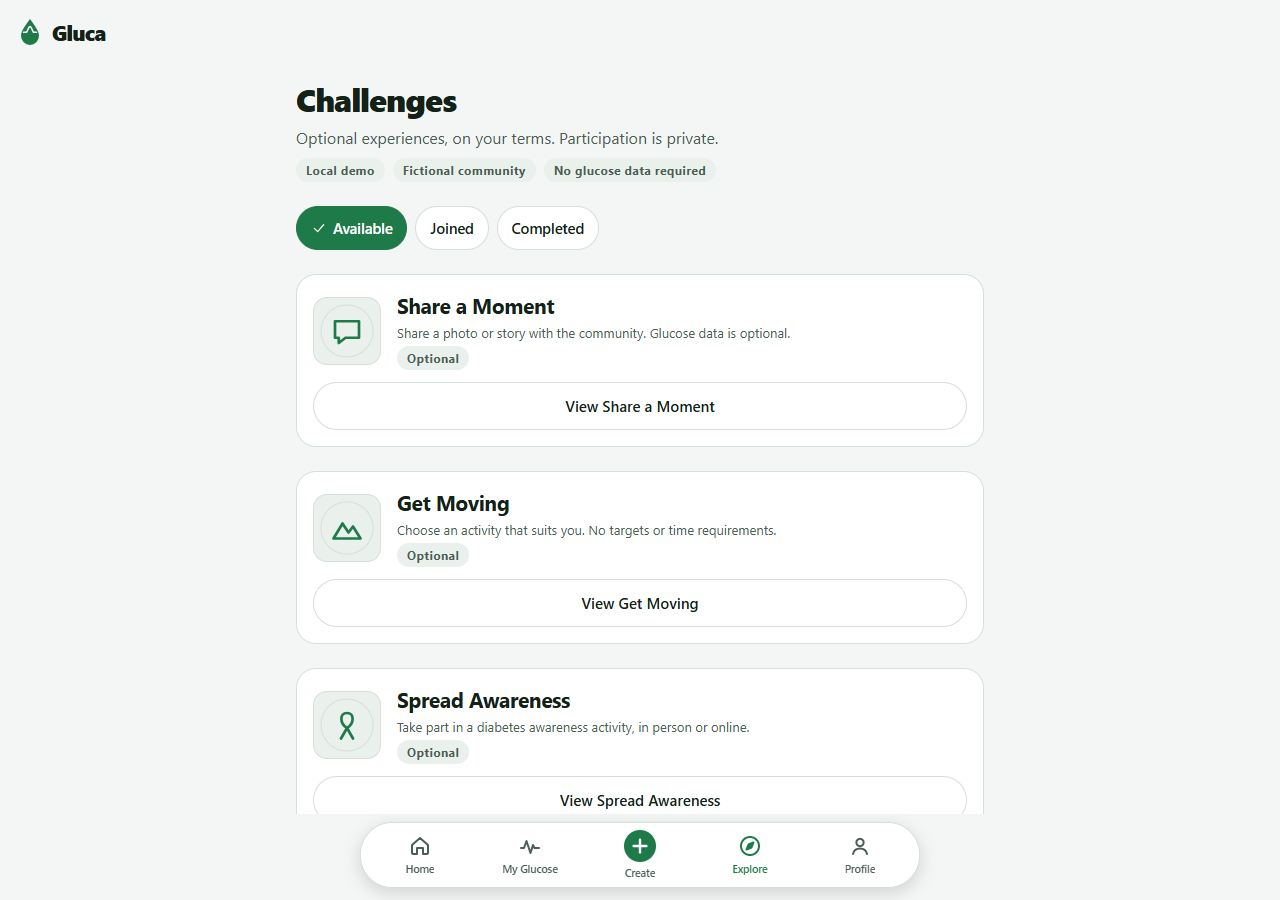 Gluca
Challenges
Optional experiences, on your terms. Participation is private.
Local demo
Fictional community
No glucose data required
Available
Joined
Completed
Share a Moment
Share a photo or story with the community. Glucose data is optional.
Optional
View Share a Moment
Get Moving
Choose an activity that suits you. No targets or time requirements.
Optional
View Get Moving
Spread Awareness
Take part in a diabetes awareness activity, in person or online.
Optional
View Spread Awareness
Home
My Glucose
Create
Explore
Profile